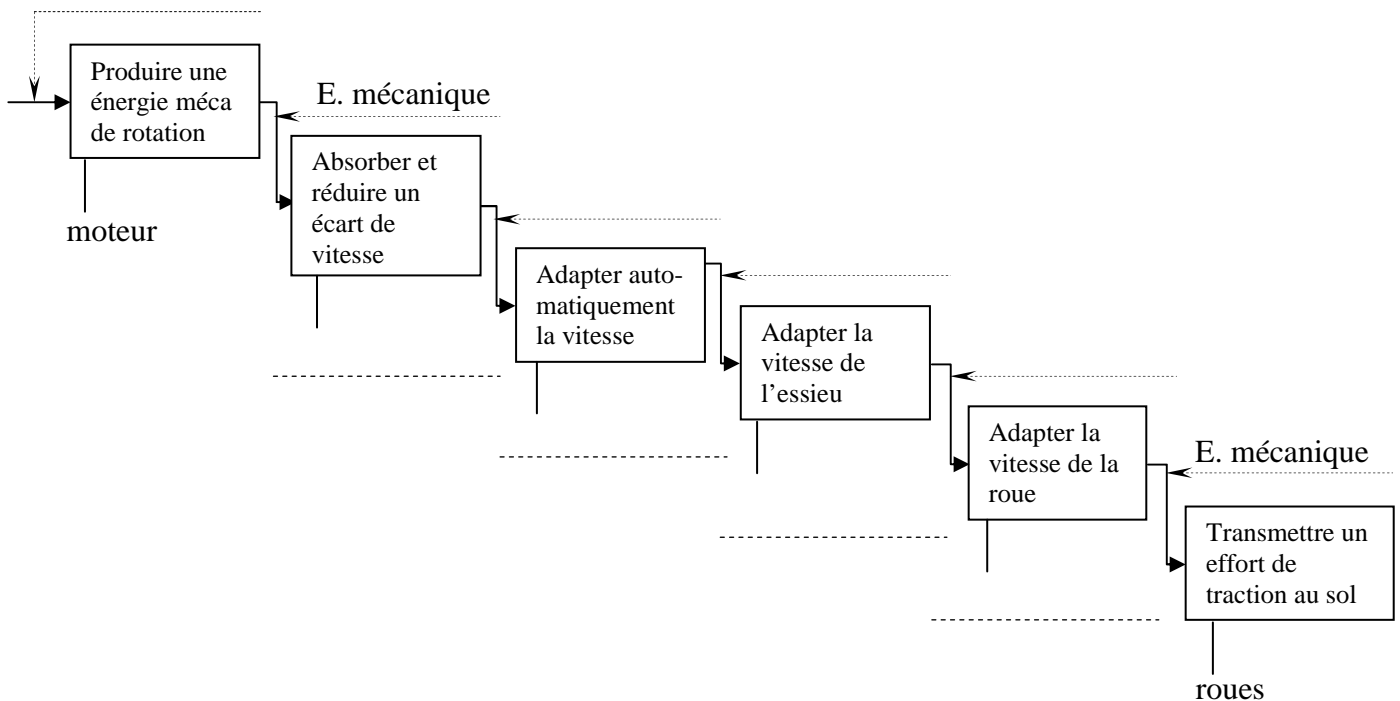 Produire une
énergie méca
de rotation
E. mécanique
moteur
Absorber et
réduire un
écart de
vitesse
Adapter auto-
matiquement
la vitesse
Adapter la
vitesse de
l’essieu
Adapter la
vitesse de la
roue
E. mécanique
Transmettre un
effort de
traction au sol
roues